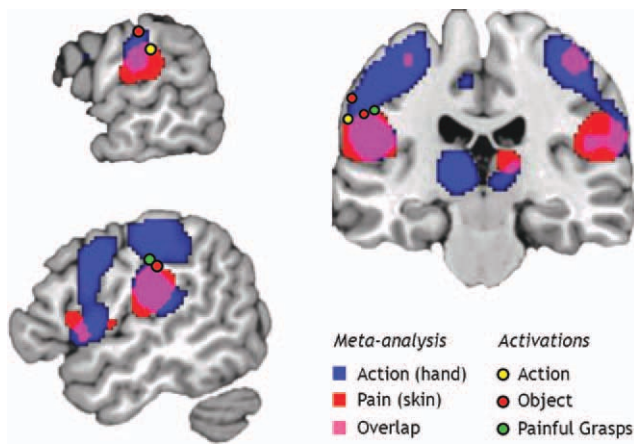 Meta-analysis Activations
Action (hand) Action
Pain (skin) Object
Overlap Painful Grasps